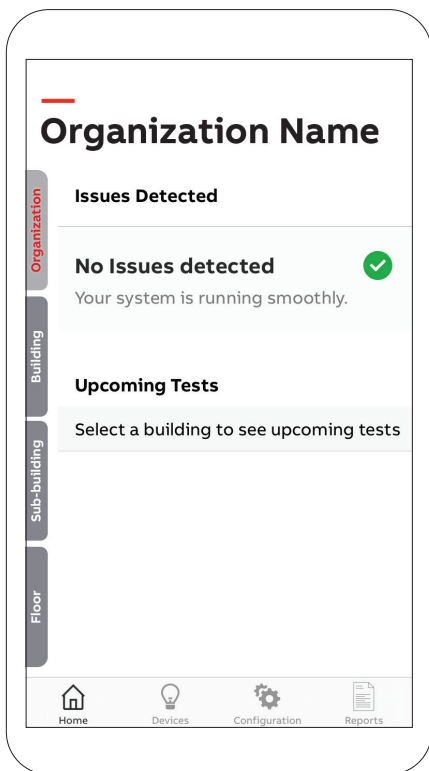 Organization Name
Organization
Issues Detected
No Issues detected
Your system is running smoothly.
Building
Upcoming Tests
Select a building to see upcoming tests
Sub-building
Floor
Home
Devices
Configuration
Reports